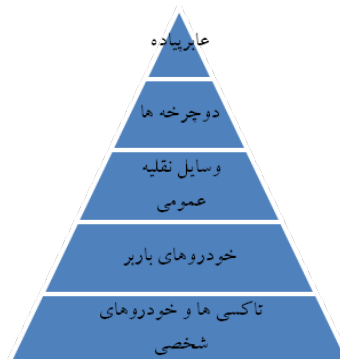 عابرپیاده
دوچرخه ها
وسایل نقلیه
عمومی
خودروهای باربر
تاکسی ها و خودروهای
شخصی